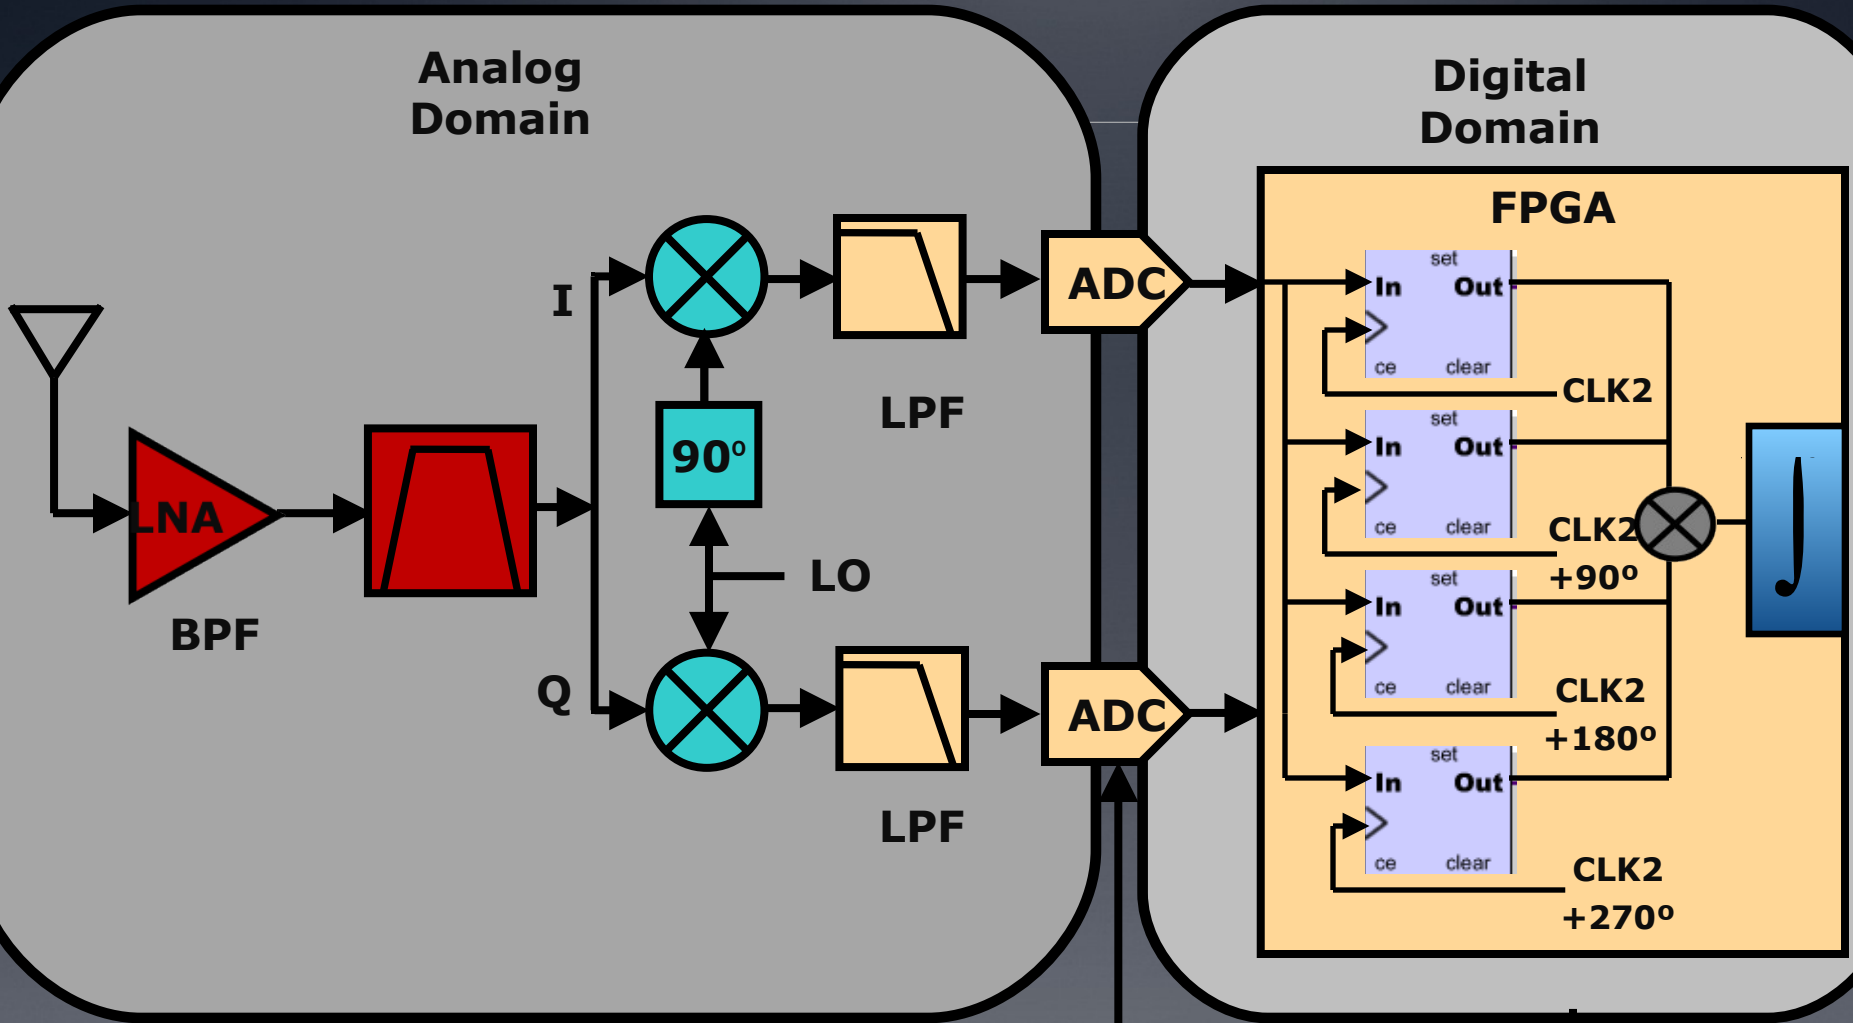 Analog
Domain
Digital
Domain
FPGA
I
LNA
BPF
90⁰
LO
Q
LPF
LPF
ADC
ADC
set
In Out
ce clear
CLK2
set
In Out
ce clear
CLK2
+90º
set
In Out
ce clear
CLK2
+180º
set
In Out
ce clear
CLK2
+270º
∫